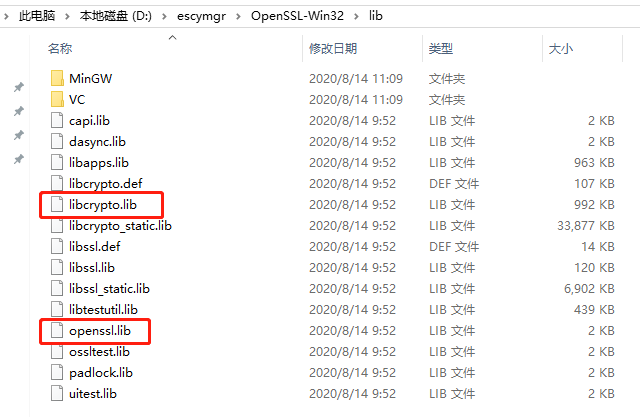 此电脑 > 本地磁盘 (D:) > escymgr > OpenSSL-Win32 > lib
名称 修改日期 类型 大小
MinGW 2020/8/14 11:09 文件夹
VC 2020/8/14 11:09 文件夹
capi.lib 2020/8/14 9:52 LIB 文件 2 KB
dasync.lib 2020/8/14 9:52 LIB 文件 2 KB
libapps.lib 2020/8/14 9:52 LIB 文件 963 KB
libcrypto.def 2020/8/14 9:52 DEF 文件 107 KB
libcrypto.lib 2020/8/14 9:52 LIB 文件 992 KB
libcrypto_static.lib 2020/8/14 9:52 LIB 文件 33,877 KB
libssl.def 2020/8/14 9:52 DEF 文件 14 KB
libssl.lib 2020/8/14 9:52 LIB 文件 120 KB
libssl_static.lib 2020/8/14 9:52 LIB 文件 6,902 KB
libtestutil.lib 2020/8/14 9:52 LIB 文件 439 KB
openssl.lib 2020/8/14 9:52 LIB 文件 2 KB
ossltest.lib 2020/8/14 9:52 LIB 文件 2 KB
padlock.lib 2020/8/14 9:52 LIB 文件 2 KB
uitest.lib 2020/8/14 9:52 LIB 文件 2 KB